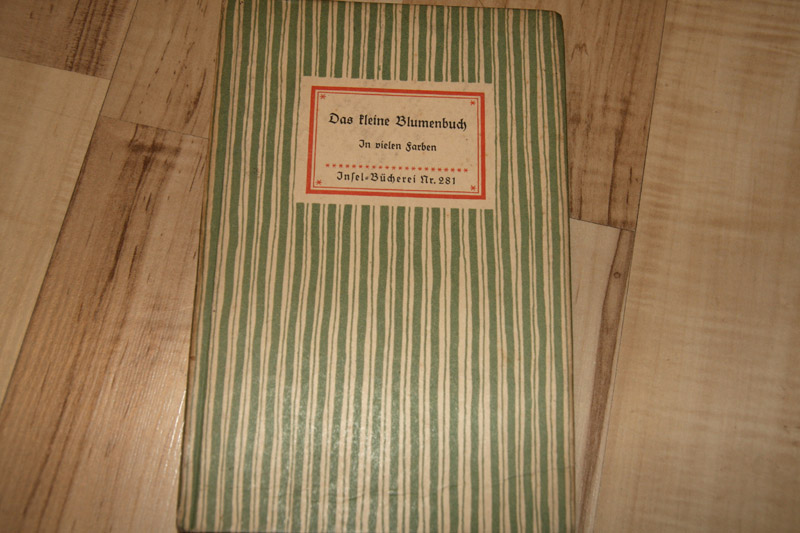 Das kleine Blumenbuch
In vielen Farben
Insel-Bücherei Nr. 281